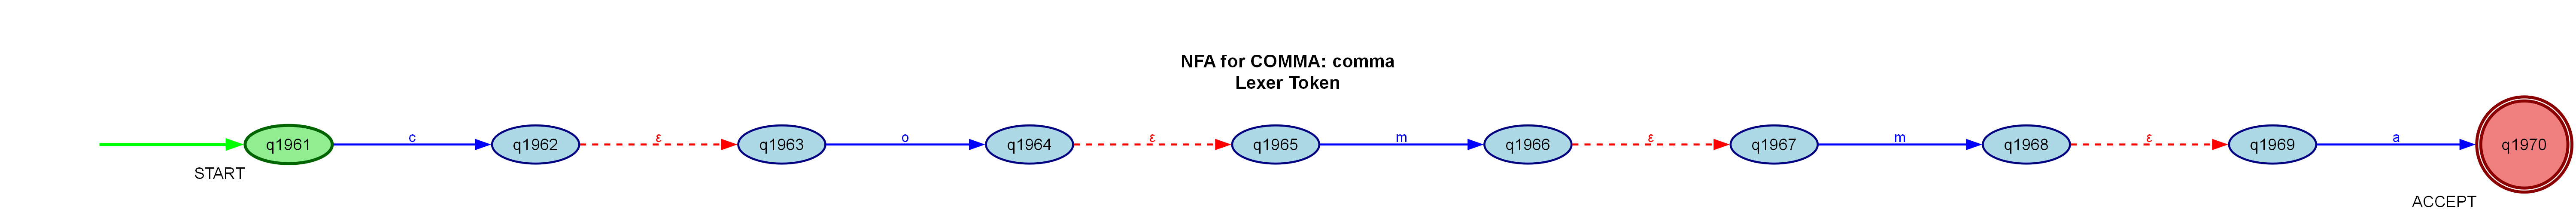 NFA for COMMA: comma
Lexer Token
q1961 c q1962 ε q1963 o q1964 ε q1965 m q1966 ε q1967 m q1968 ε q1969 a q1970
START
ACCEPT